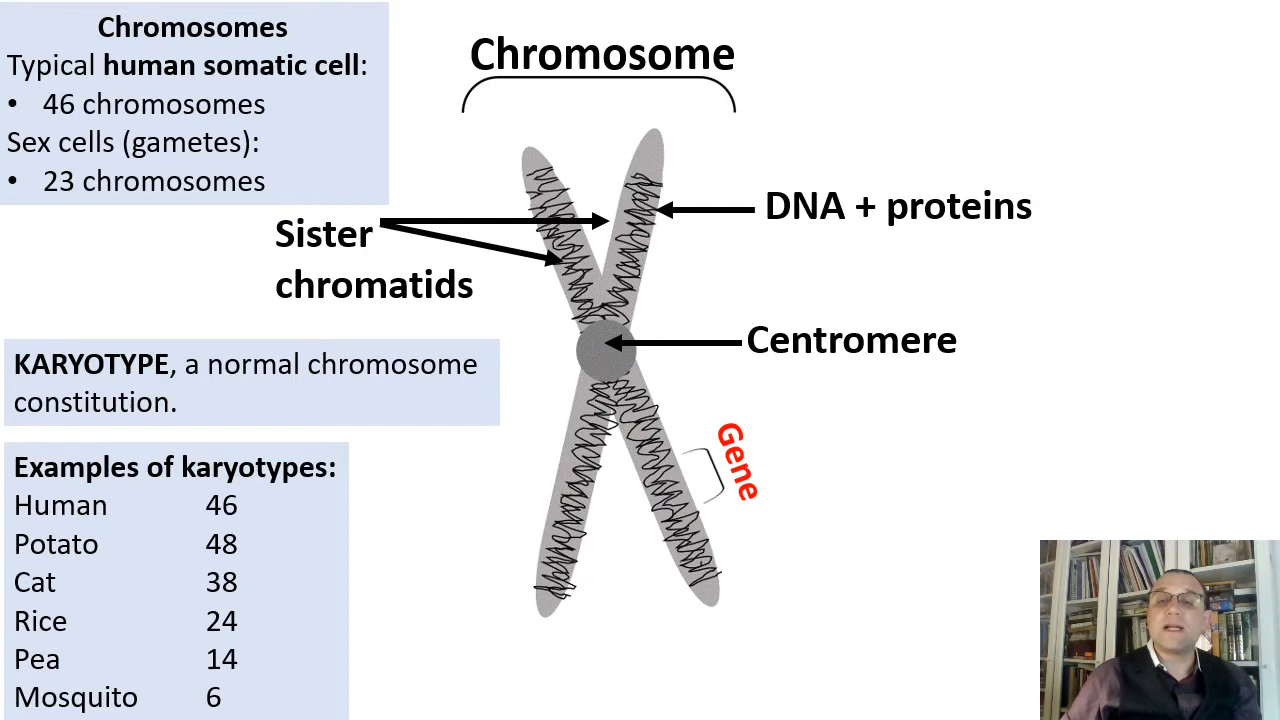 Chromosomes
Typical human somatic cell:
• 46 chromosomes
Sex cells (gametes):
• 23 chromosomes
Chromosome
DNA + proteins
Sister
chromatids
Centromere
KARYOTYPE, a normal chromosome
constitution.
Gene
Examples of karyotypes:
Human 46
Potato 48
Cat 38
Rice 24
Pea 14
Mosquito 6